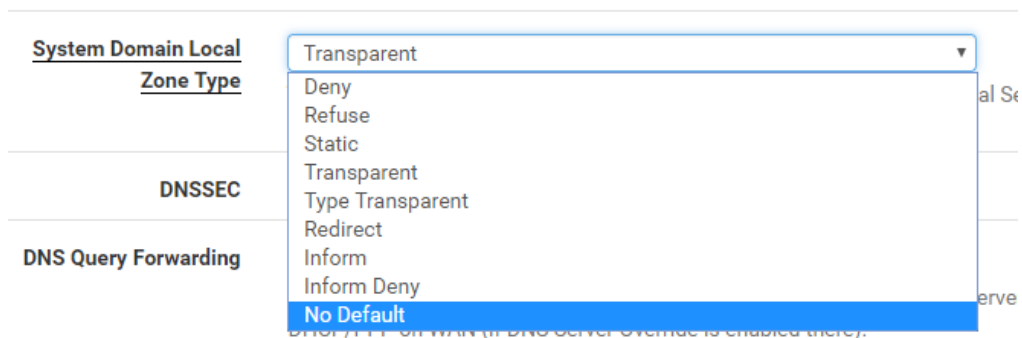 System Domain Local
Zone Type
Transparent
Deny
Refuse
Static
Transparent
Type Transparent
Redirect
Inform
Inform Deny
No Default
al Se
DNSSEC
DNS Query Forwarding
erve
DHCP/PPP on WAN (if DNS Server Override is enabled there).